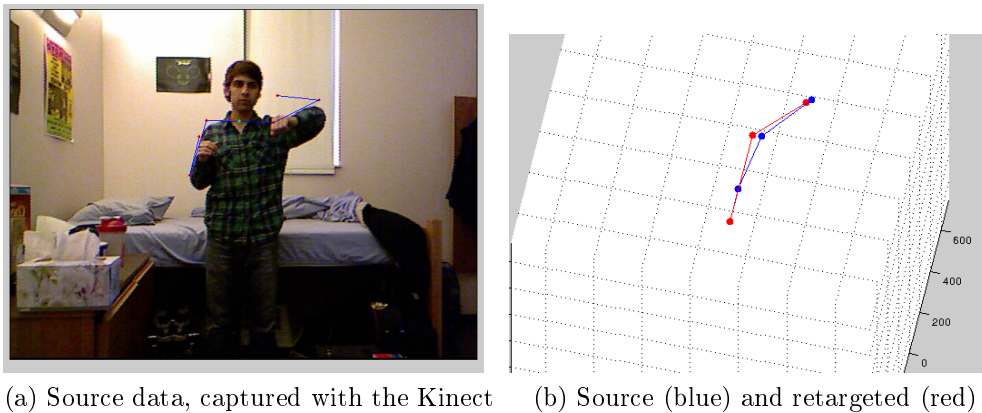 600
400
200
0
(a) Source data, captured with the Kinect
(b) Source (blue) and retargeted (red)